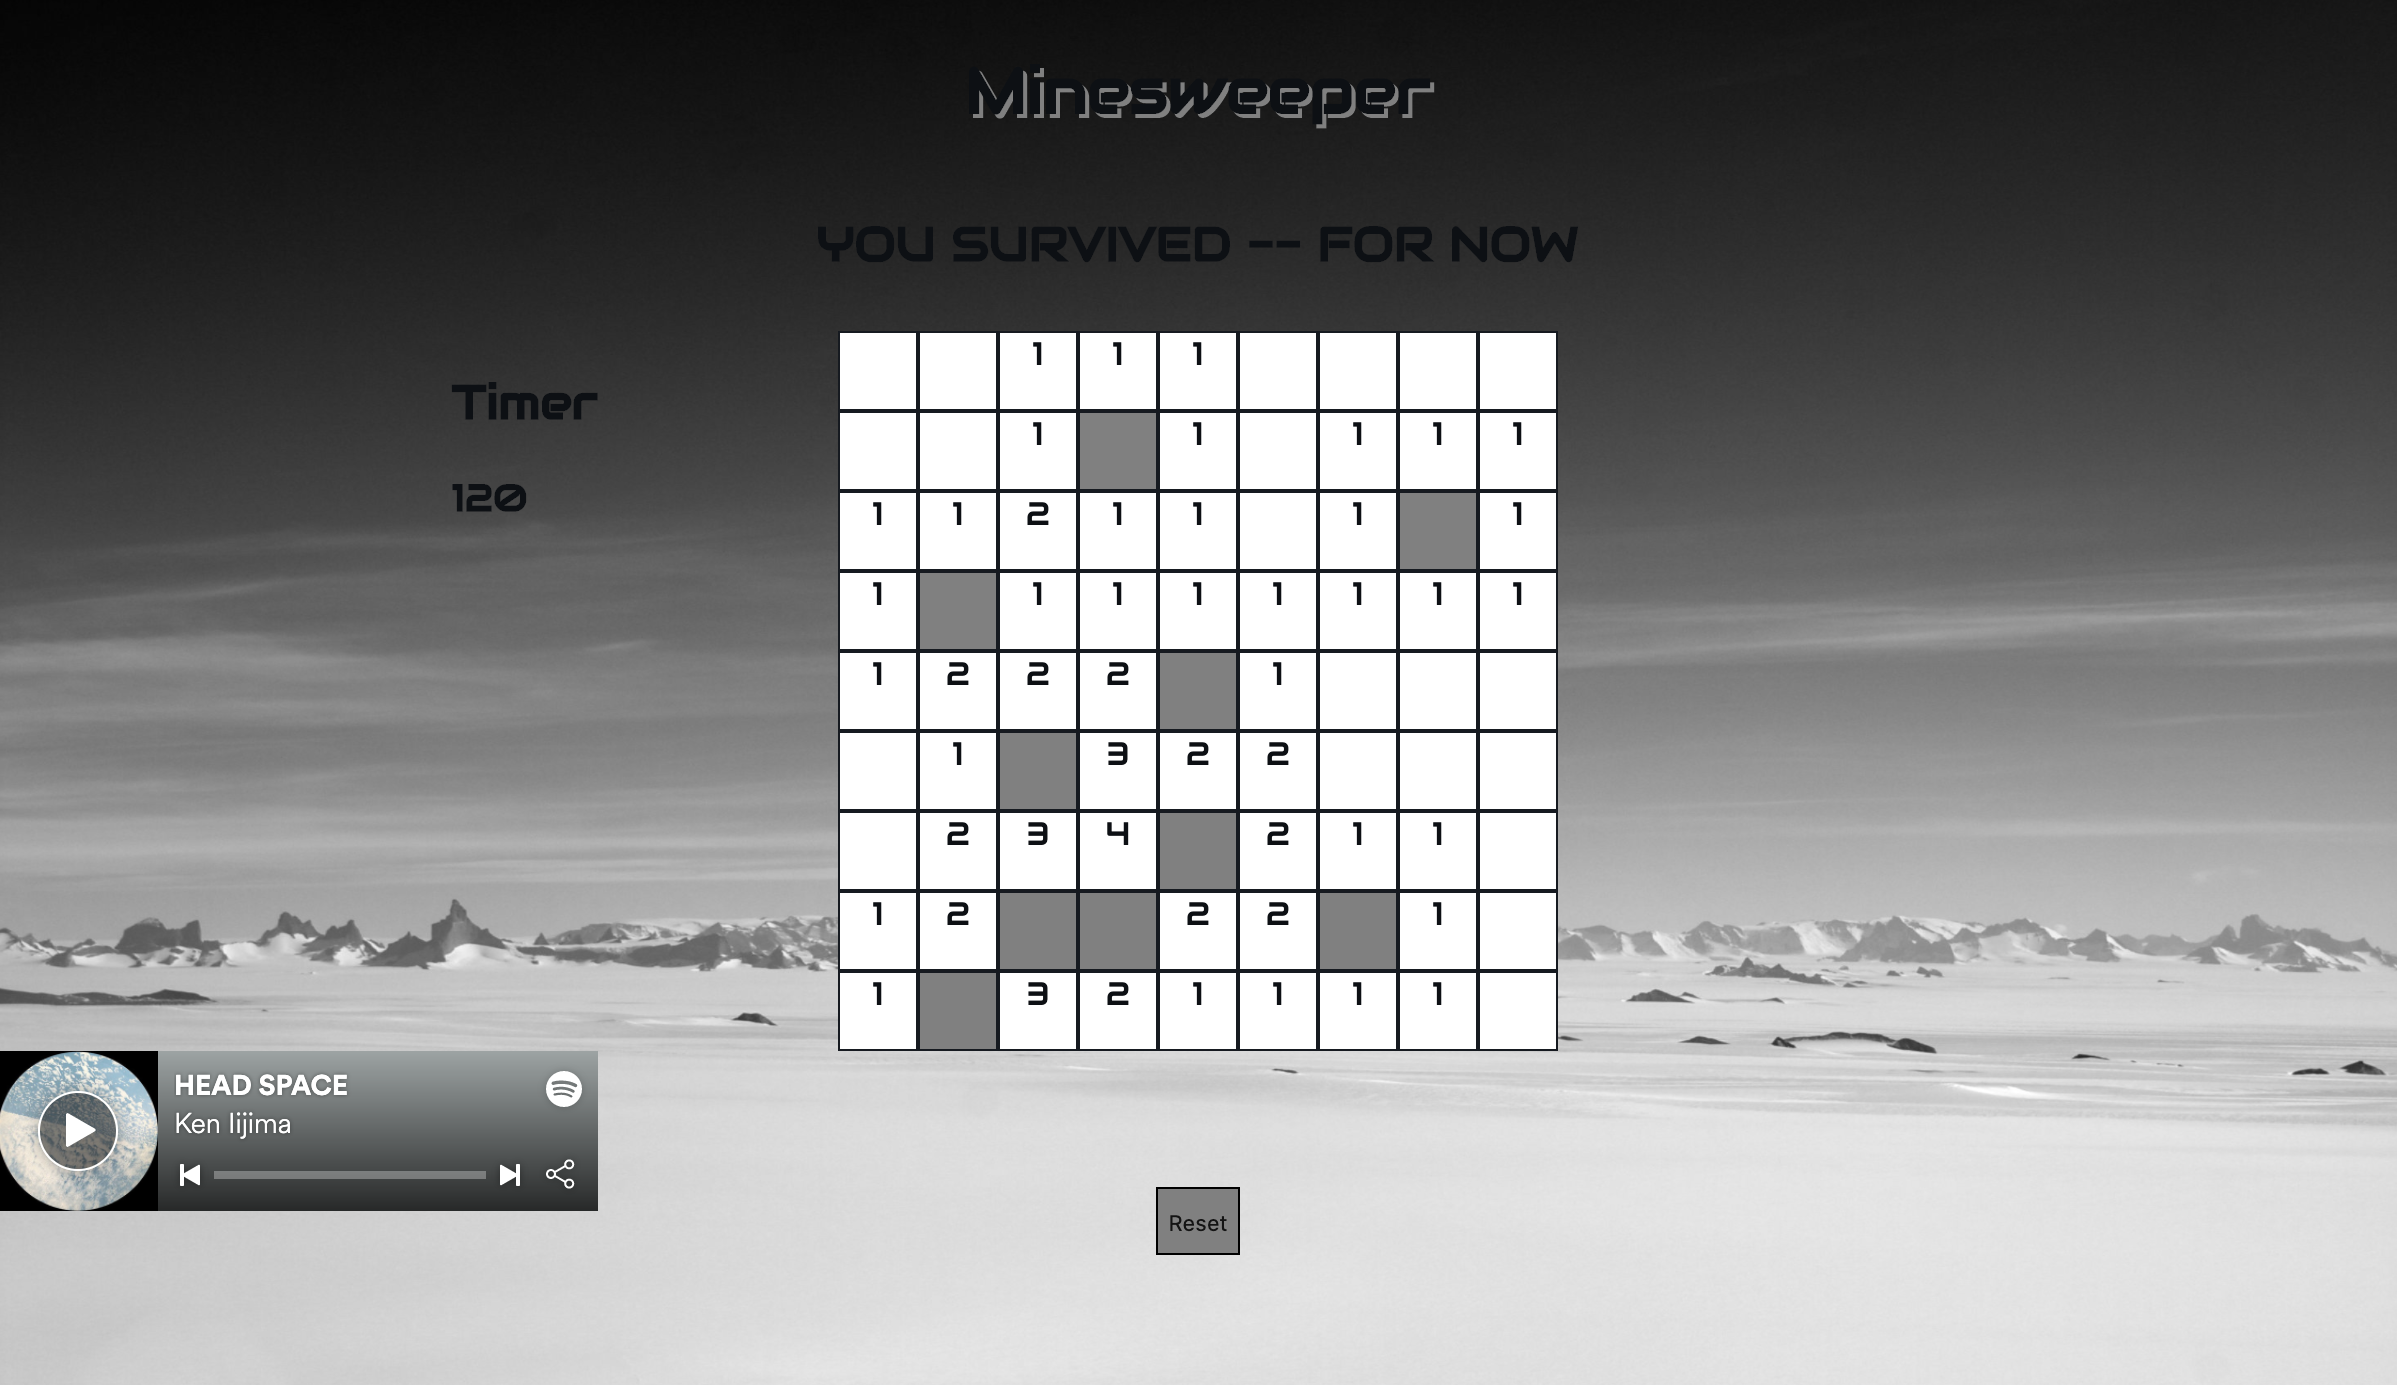 Minesweeper
YOU SURVIVED -- FOR NOW
Timer
120
1 1 1
1 1 1 1 1
1 1 2 1 1 1 1
1 1 1 1 1 1 1 1
1 2 2 2 1
1 3 2 2
2 3 4 2 1 1
1 2 2 2 1
1 3 2 1 1 1 1
HEAD SPACE
Ken Iijima
Reset